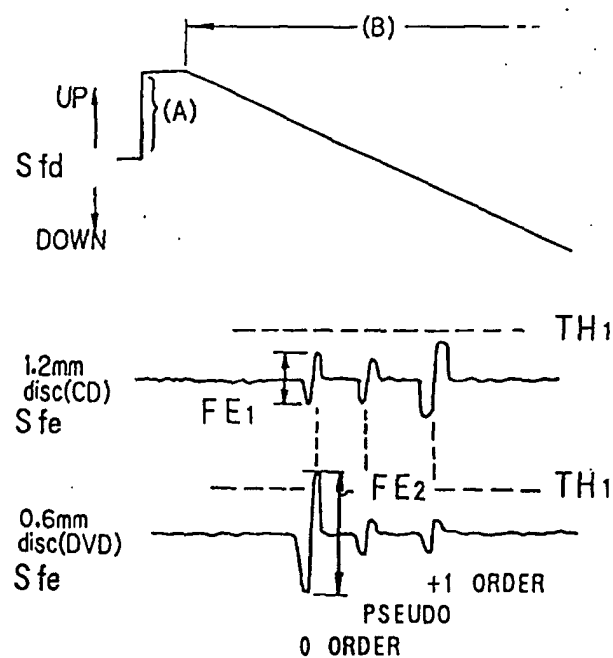 (B)
UP
(A)
Sfd
DOWN
TH1
1.2mm
disc(CD)
Sfe
FE1
FE2
TH1
0.6mm
disc(DVD)
Sfe
+1 ORDER
PSEUDO
0 ORDER